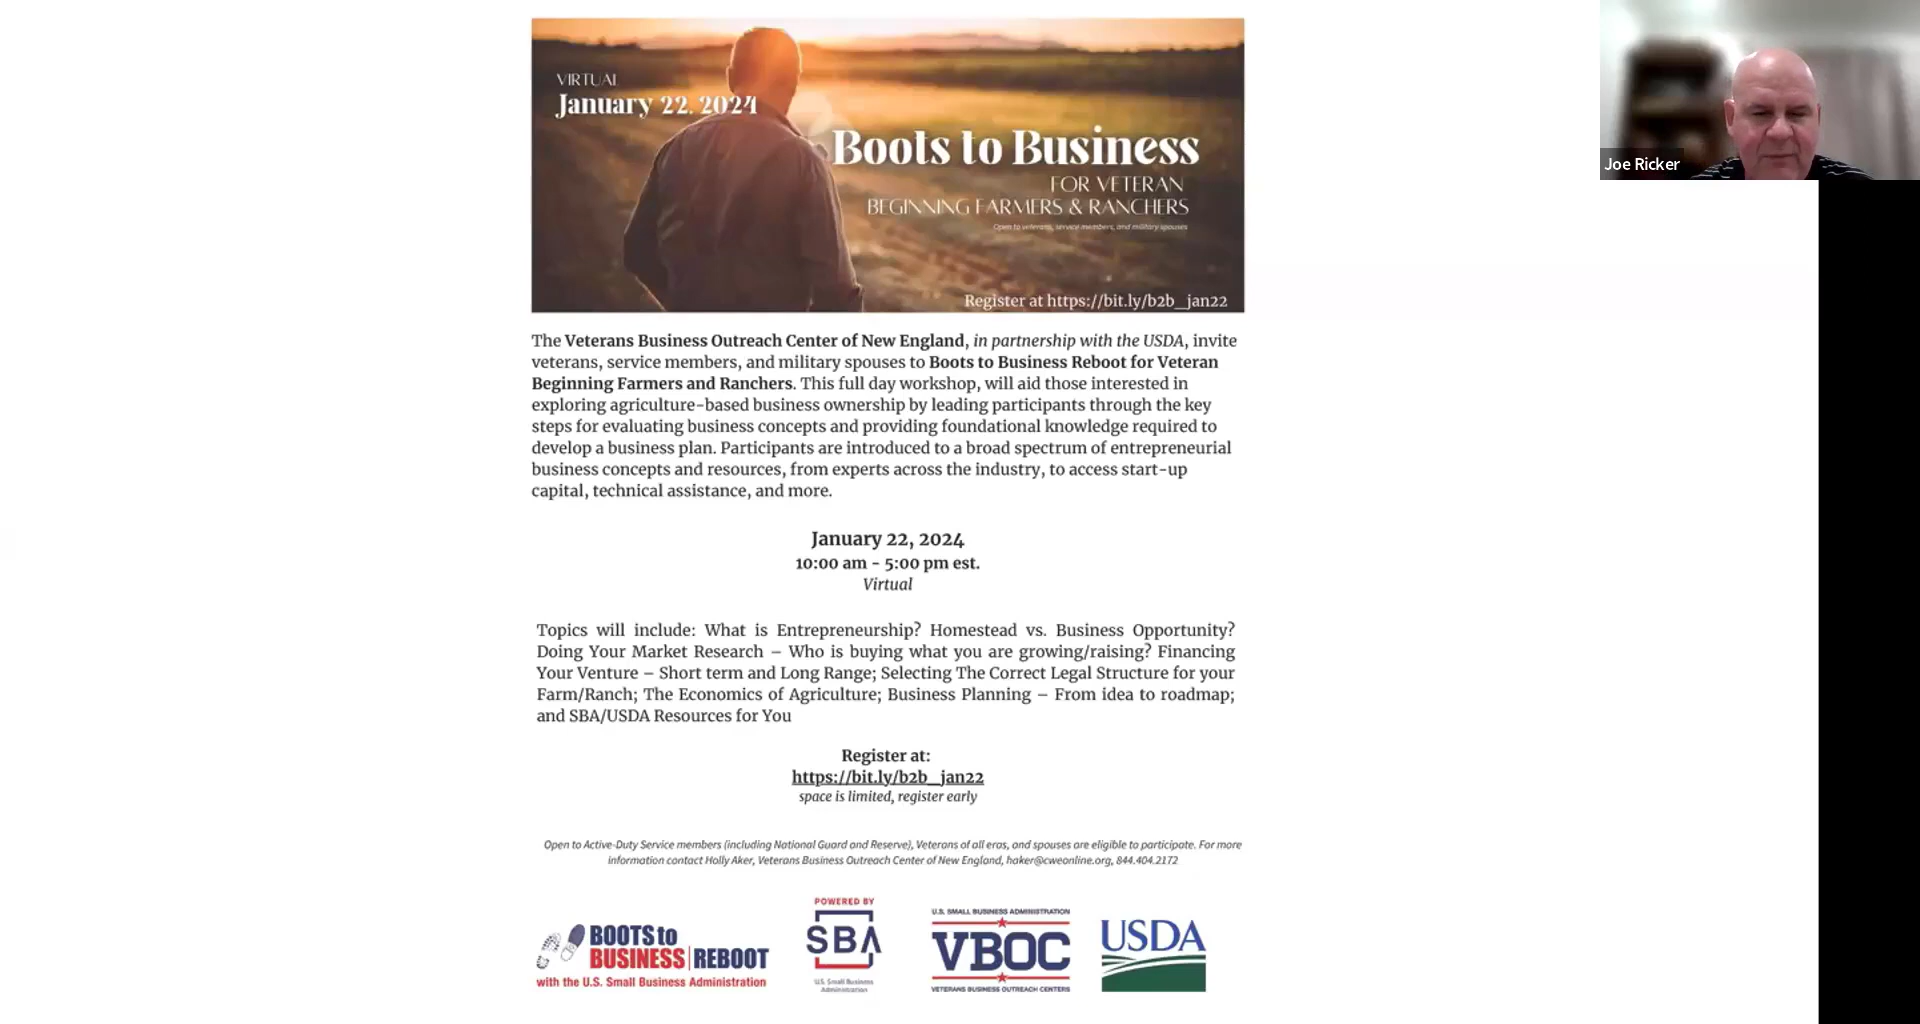 VIRTUAL
January 22, 2024
Boots to Business
FOR VETERAN
BEGINNING FARMERS & RANCHERS
Open to veterans, service members, and military spouses
Register at https://bit.ly/b2b_jan22
Joe Ricker
The Veterans Business Outreach Center of New England, in partnership with the USDA, invite
veterans, service members, and military spouses to Boots to Business Reboot for Veteran
Beginning Farmers and Ranchers. This full day workshop, will aid those interested in
exploring agriculture-based business ownership by leading participants through the key
steps for evaluating business concepts and providing foundational knowledge required to
develop a business plan. Participants are introduced to a broad spectrum of entrepreneurial
business concepts and resources, from experts across the industry, to access start-up
capital, technical assistance, and more.
January 22, 2024
10:00 am - 5:00 pm est.
Virtual
Topics will include: What is Entrepreneurship? Homestead vs. Business Opportunity?
Doing Your Market Research – Who is buying what you are growing/raising? Financing
Your Venture – Short term and Long Range; Selecting The Correct Legal Structure for your
Farm/Ranch; The Economics of Agriculture; Business Planning – From idea to roadmap;
and SBA/USDA Resources for You
Register at:
https://bit.ly/b2b_jan22
space is limited, register early
Open to Active-Duty Service members (including National Guard and Reserve), Veterans of all eras, and spouses are eligible to participate. For more
information contact Holly Aker, Veterans Business Outreach Center of New England, haker@cweonline.org, 844.404.2172
BOOTS to
BUSINESS REBOOT
with the U.S. Small Business Administration
POWERED BY
SBA
U.S. Small Business
Administration
U.S. SMALL BUSINESS ADMINISTRATION
VBOC
VETERANS BUSINESS OUTREACH CENTERS
USDA